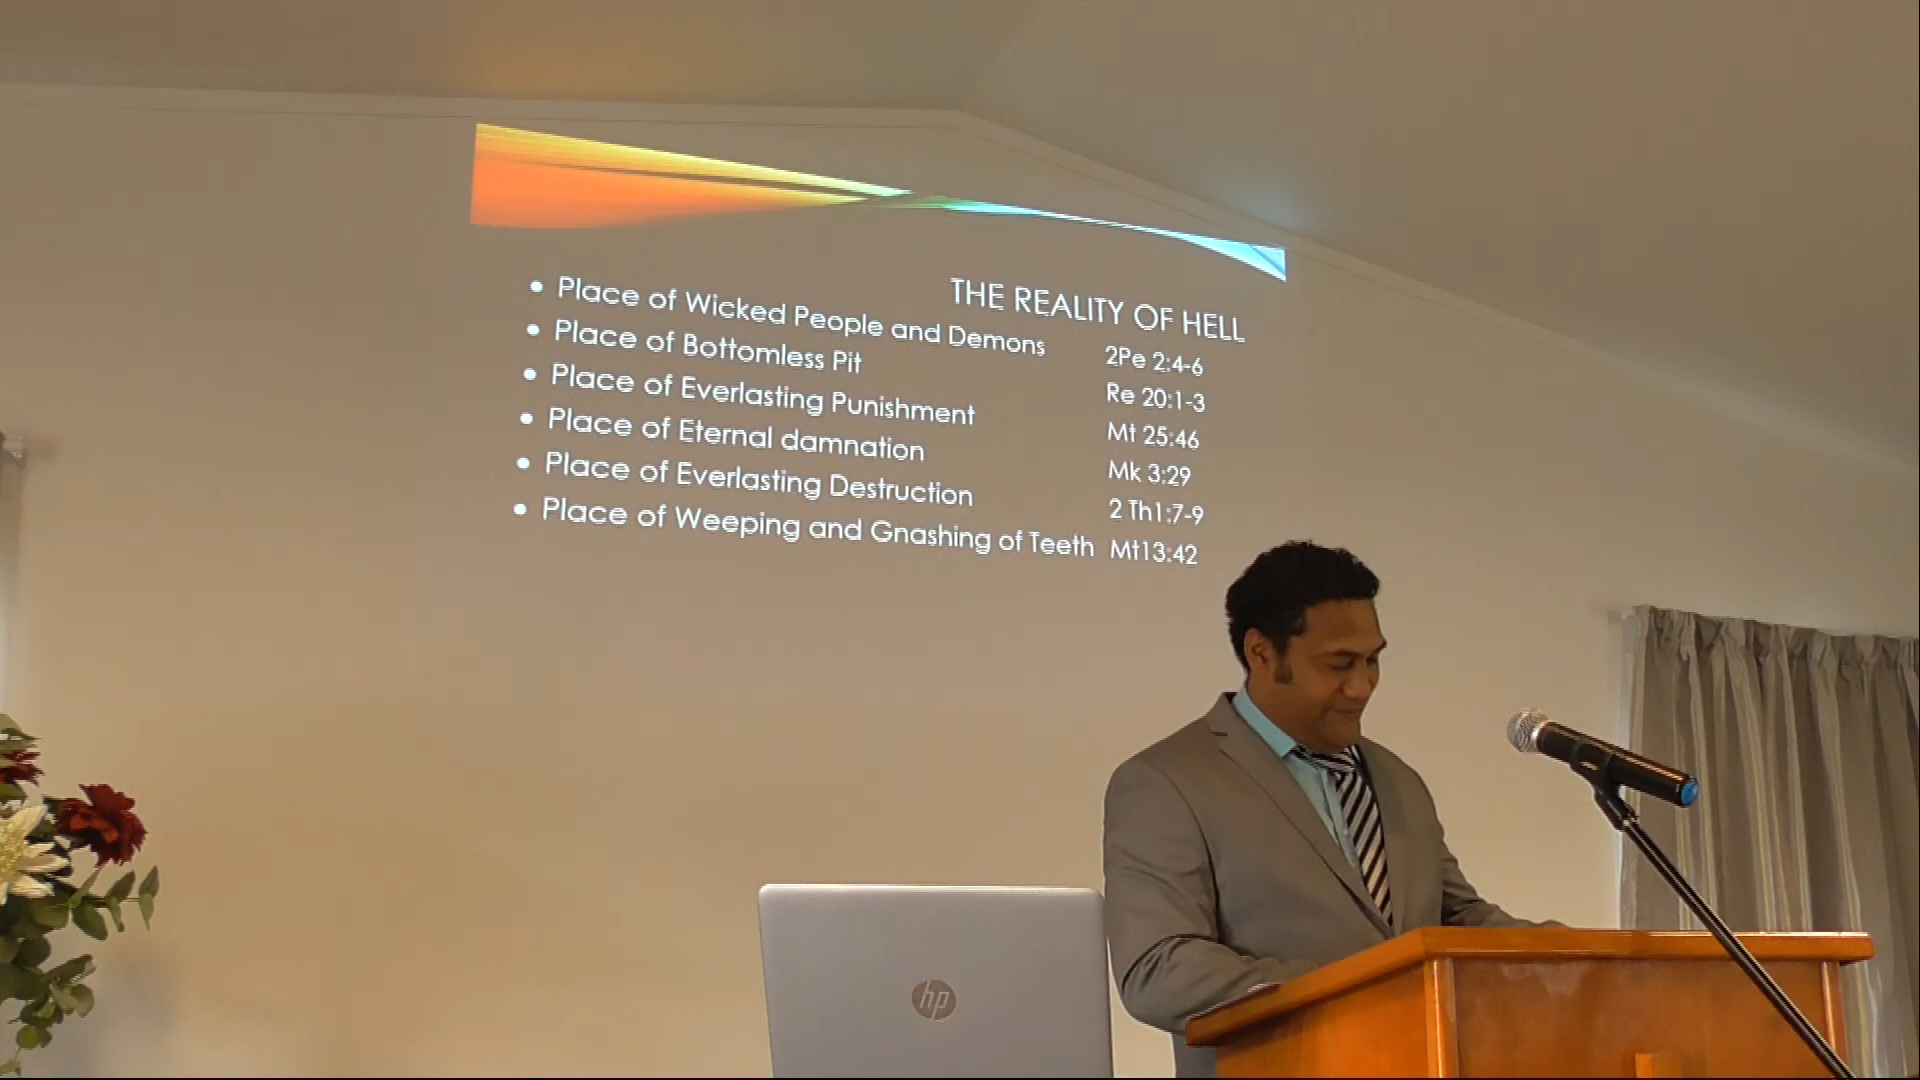 THE REALITY OF HELL
• Place of Wicked People and Demons 2Pe 2:4-6
• Place of Bottomless Pit Re 20:1-3
• Place of Everlasting Punishment Mt 25:46
• Place of Eternal damnation Mk 3:29
• Place of Everlasting Destruction 2 Th1:7-9
• Place of Weeping and Gnashing of Teeth Mt13:42
hp